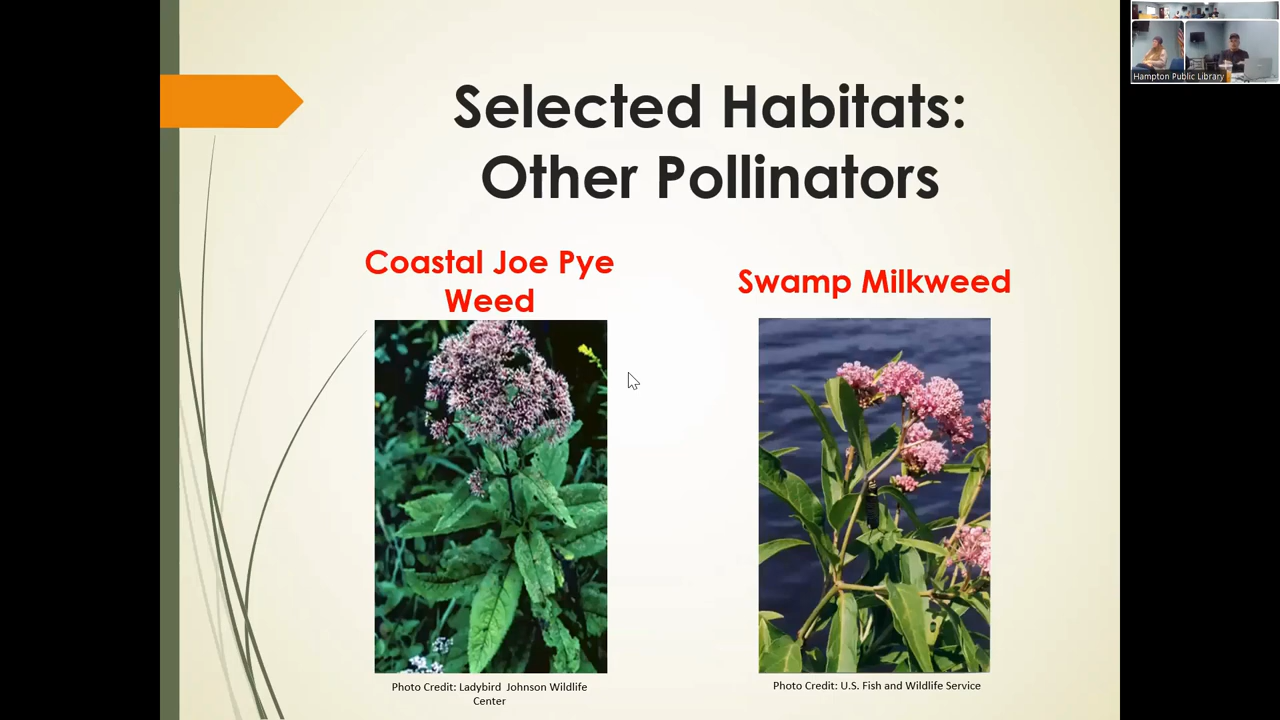 Selected Habitats:
Other Pollinators
Coastal Joe Pye
Weed
Swamp Milkweed
Photo Credit: Ladybird Johnson Wildlife
Center
Photo Credit: U.S. Fish and Wildlife Service
Hampton Public Library